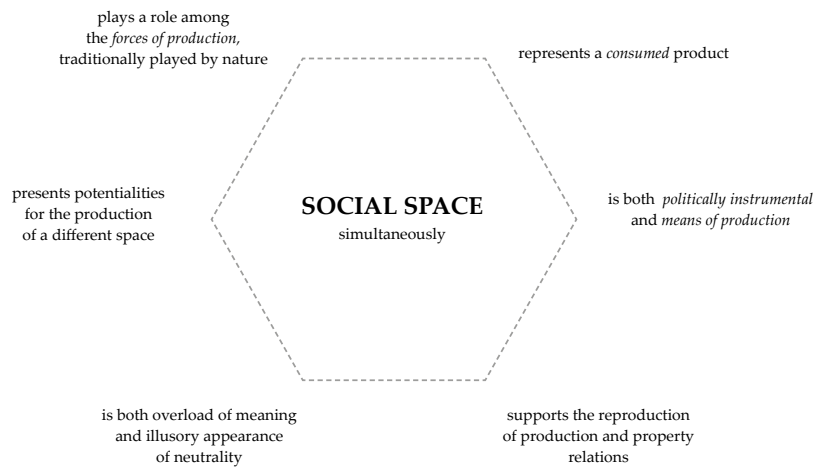 plays a role among
the forces of production,
traditionally played by nature
represents a consumed product
presents potentialities
for the production
of a different space
SOCIAL SPACE
simultaneously
is both politically instrumental
and means of production
is both overload of meaning
and illusory appearance
of neutrality
supports the reproduction
of production and property
relations